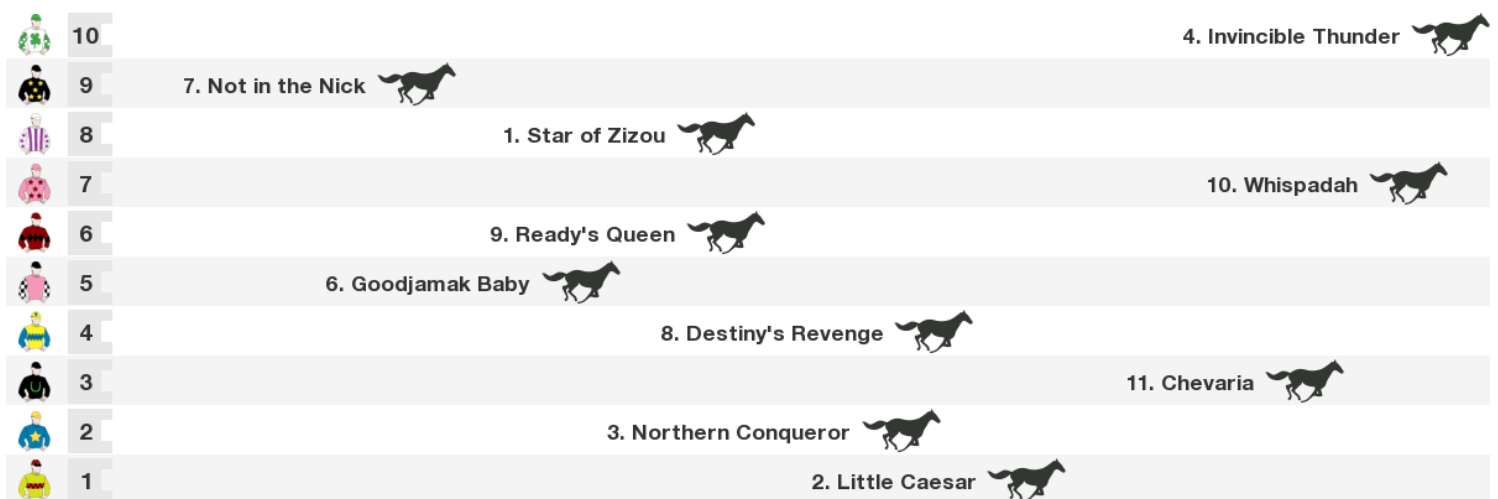 10 4. Invincible Thunder
9 7. Not in the Nick
8 1. Star of Zizou
7 10. Whispadah
6 9. Ready's Queen
5 6. Goodjamak Baby
4 8. Destiny's Revenge
3 11. Chevaria
2 3. Northern Conqueror
1 2. Little Caesar